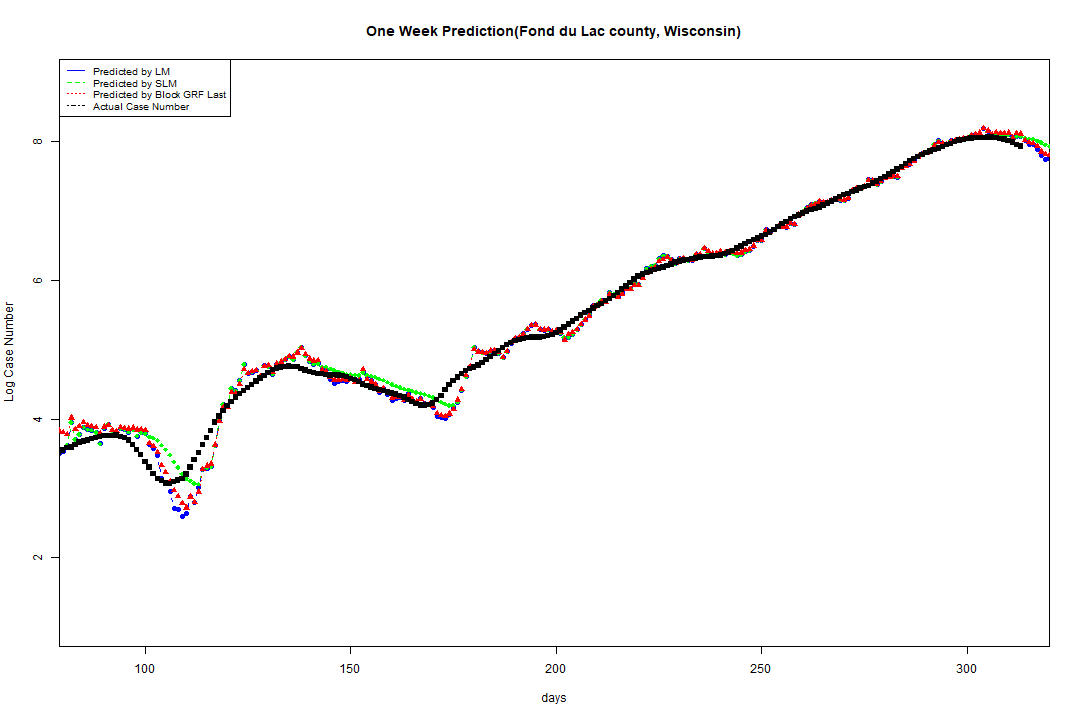 One Week Prediction(Fond du Lac county, Wisconsin)
Predicted by LM
Predicted by SLM
Predicted by Block GRF Last
Actual Case Number
8
6
4
2
Log Case Number
100 150 200 250 300
days